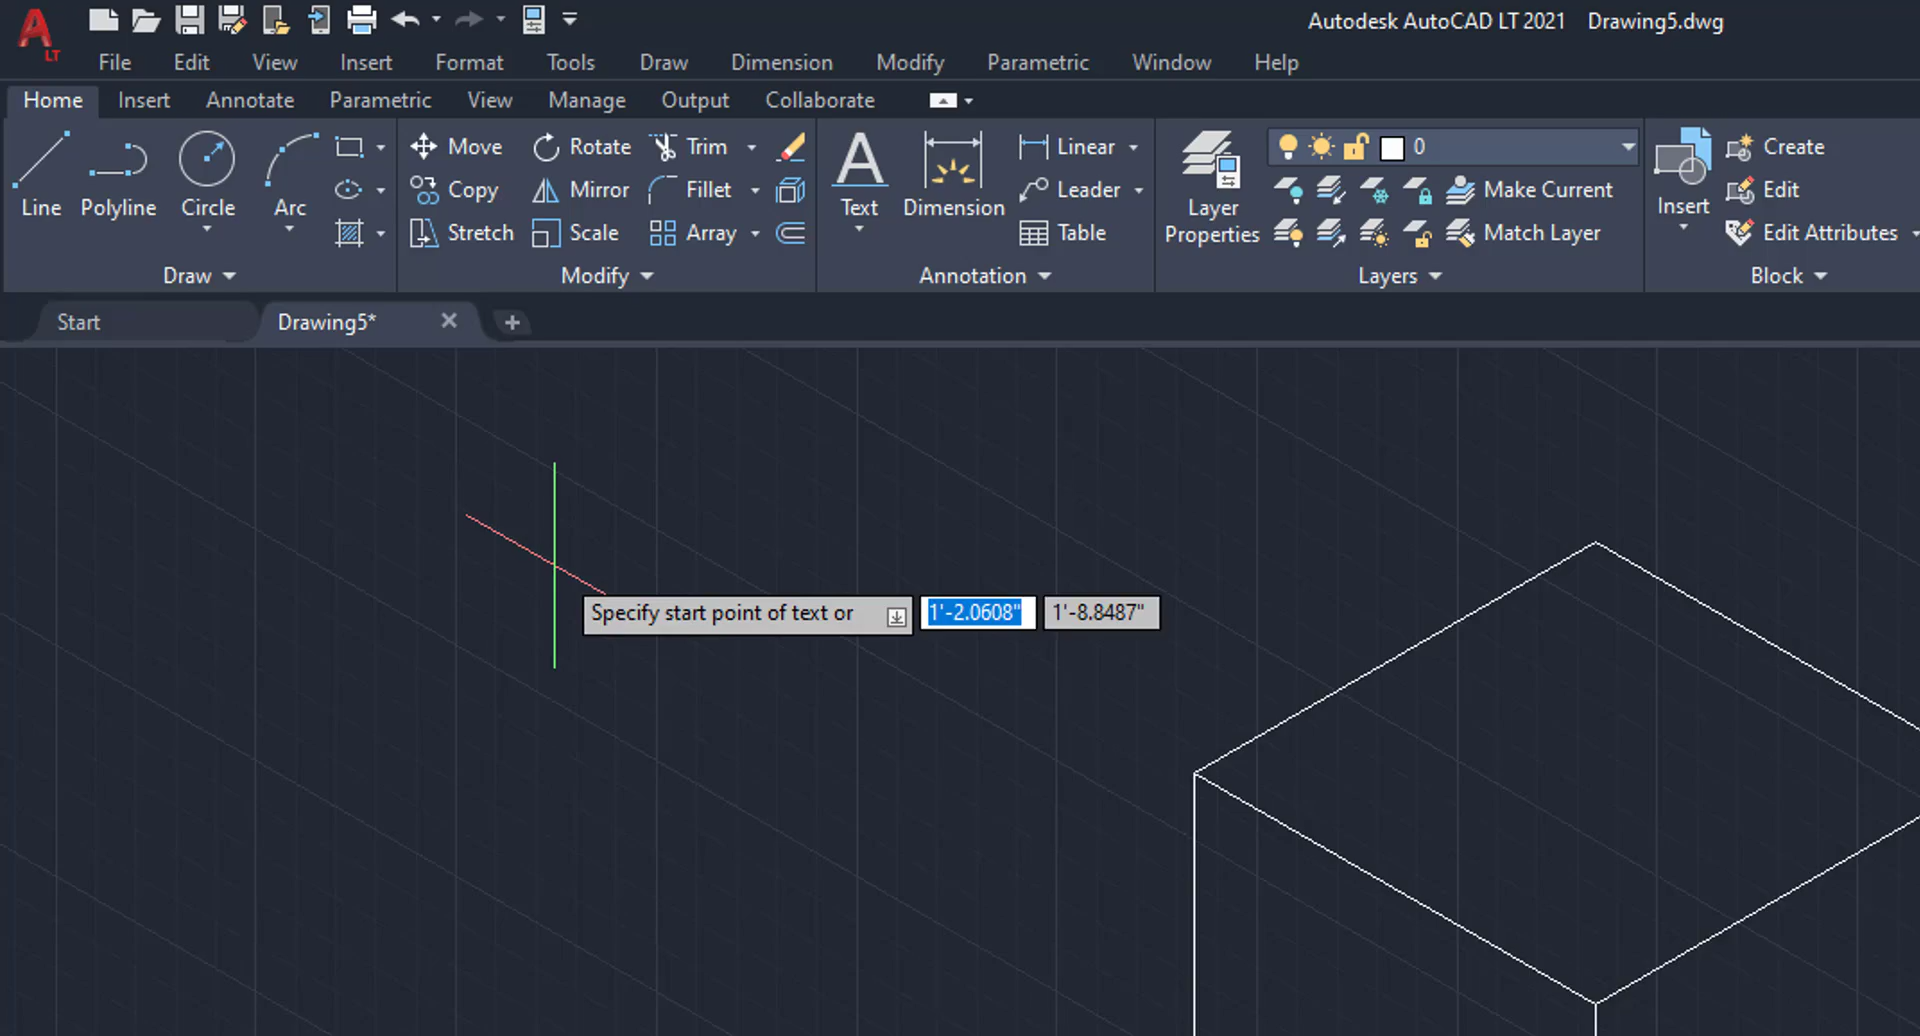 Autodesk AutoCAD LT 2021 Drawing5.dwg
LT
File Edit View Insert Format Tools Draw Dimension Modify Parametric Window Help
Home Insert Annotate Parametric View Manage Output Collaborate
Move Rotate Trim Linear 0 Create
Copy Mirror Fillet Leader Make Current Edit
Line Polyline Circle Arc Text Dimension Layer Properties Insert
Stretch Scale Array Table Match Layer Edit Attributes
Draw Modify Annotation Layers Block
Start Drawing5*
Specify start point of text or 1'-2.0608" 1'-8.8487"